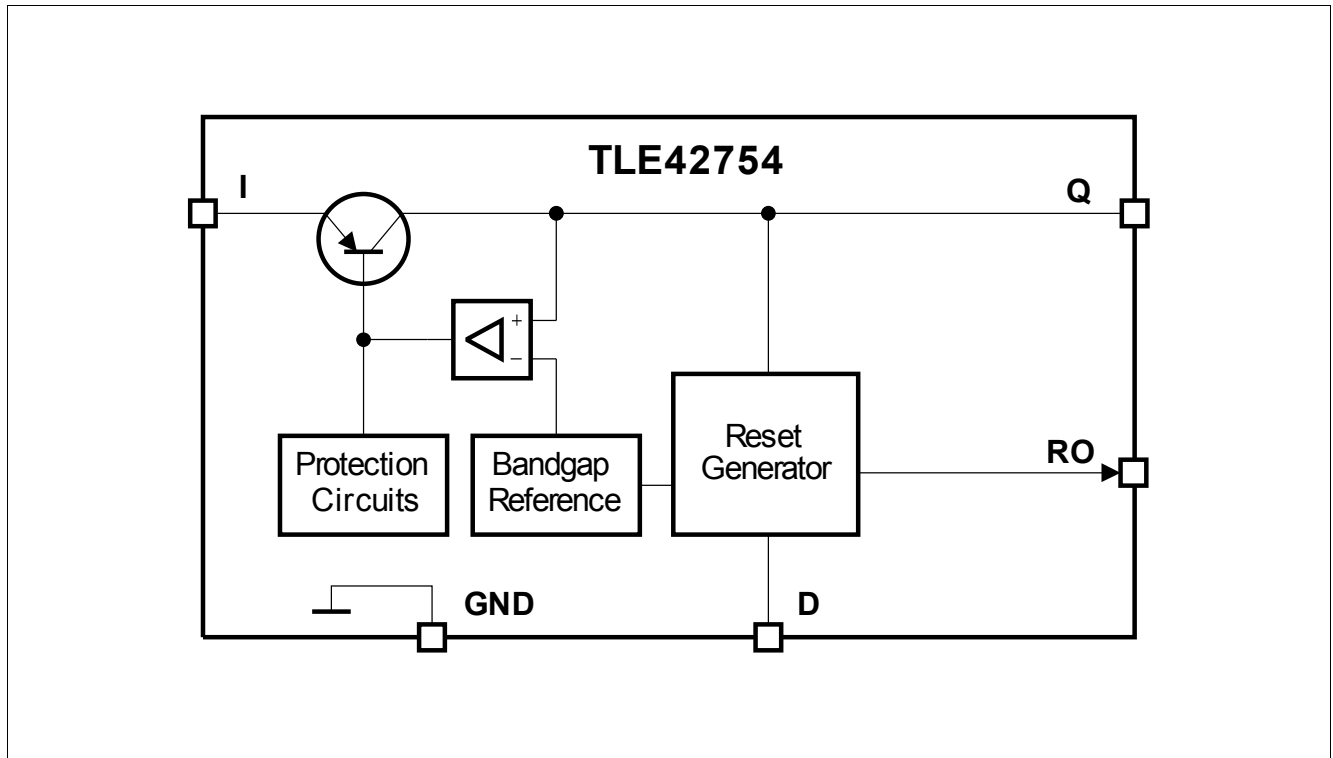 TLE42754
I
Q
+
−
Reset
Generator
RO
Protection
Circuits
Bandgap
Reference
GND
D